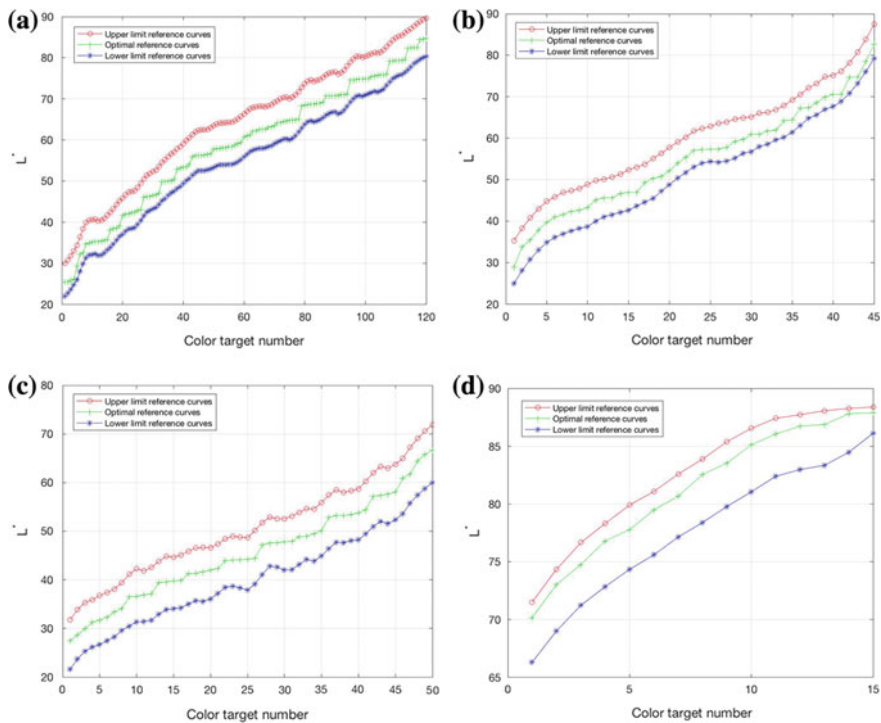 (a)
90
80
70
60
50
40
30
20
L*
Upper limit reference curves
Optimal reference curves
Lower limit reference curves
0 20 40 60 80 100 120
Color target number
(b)
90
80
70
60
50
40
30
20
L*
Upper limit reference curves
Optimal reference curves
Lower limit reference curves
0 5 10 15 20 25 30 35 40 45
Color target number
(c)
80
70
60
50
40
30
20
L*
Upper limit reference curves
Optimal reference curves
Lower limit reference curves
0 5 10 15 20 25 30 35 40 45 50
Color target number
(d)
90
85
80
75
70
65
L*
Upper limit reference curves
Optimal reference curves
Lower limit reference curves
0 5 10 15
Color target number